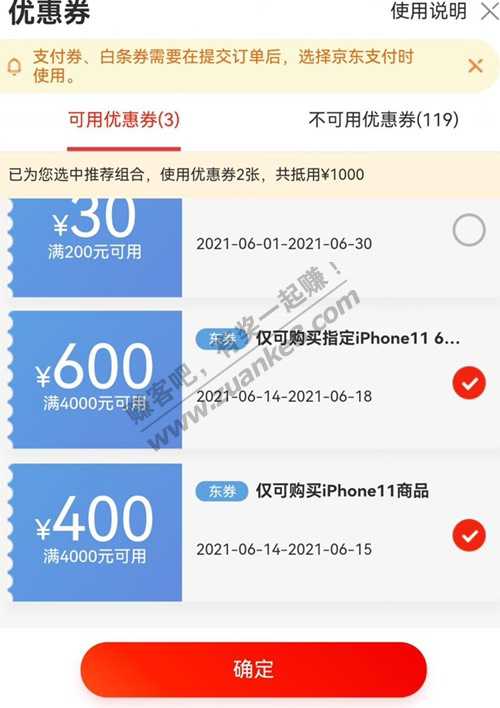 优惠券
使用说明
支付券、白条券需要在提交订单后，选择京东支付时
使用。
可用优惠券(3)
不可用优惠券(119)
已为您选中推荐组合，使用优惠券2张，共抵用¥1000
¥30
满200元可用
2021-06-01-2021-06-30
¥600
满4000元可用
东券 仅可购买指定iPhone11 6...
2021-06-14-2021-06-18
赚客吧，有奖一起赚！
www.zuanke8.com
¥400
满4000元可用
东券 仅可购买iPhone11商品
2021-06-14-2021-06-15
确定